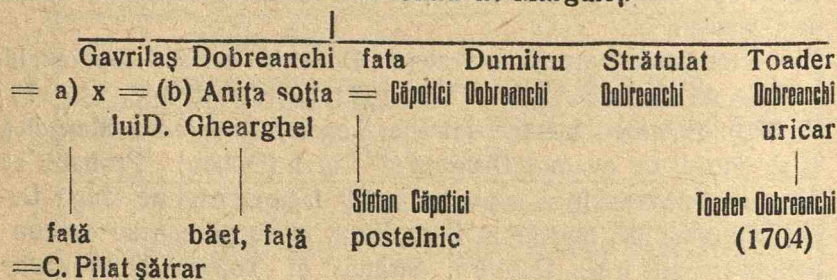 Gavrilaş Dobreanchi fata Dumitru Strătulat Toader
= a) x = (b) Aniţa soţia = Căpotici Dobreanchi Dobreanchi Dobreanchi
luiD. Ghearghel uricar
Stefan Căpotici Toader Dobreanchi
fată băet, fată postelnic (1704)
=C. Pilat şătrar